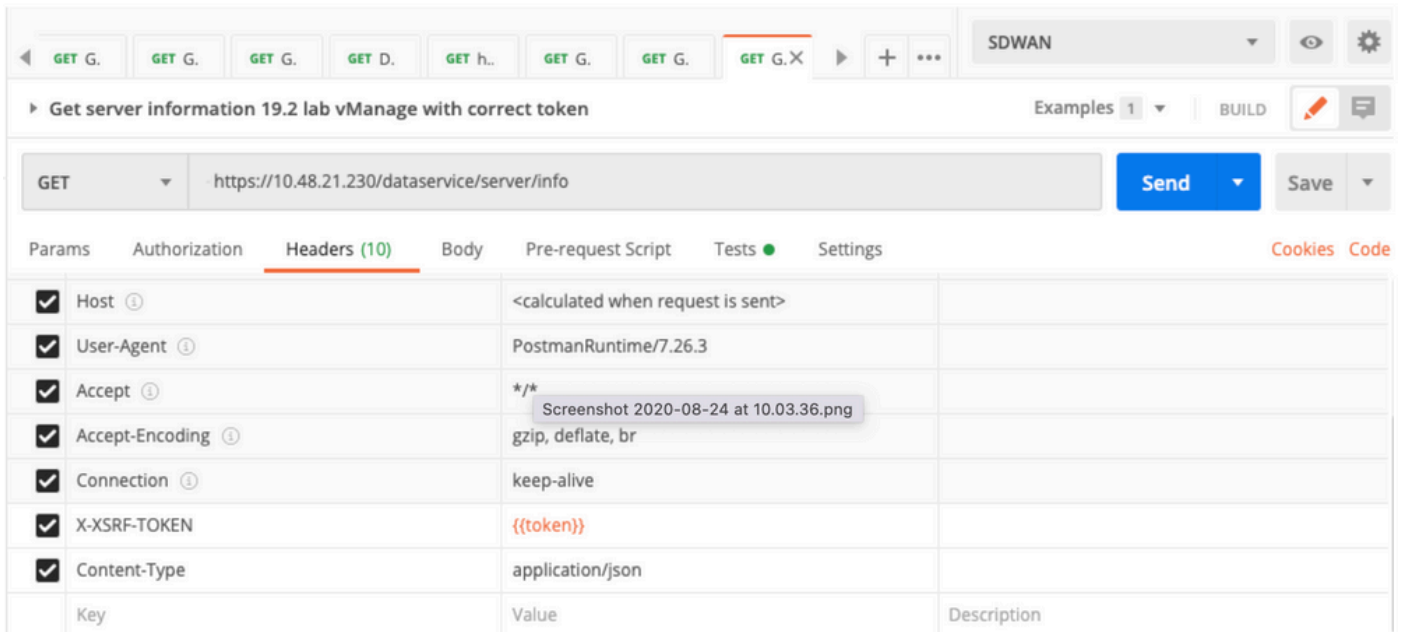 GET G. GET G. GET G. GET D. GET h.. GET G. GET G. GET G. SDWAN
Get server information 19.2 lab vManage with correct token Examples 1 BUILD
GET https://10.48.21.230/dataservice/server/info Send Save
Params Authorization Headers (10) Body Pre-request Script Tests Settings Cookies Code
Host <calculated when request is sent>
User-Agent PostmanRuntime/7.26.3
Accept */*
Screenshot 2020-08-24 at 10.03.36.png
Accept-Encoding gzip, deflate, br
Connection keep-alive
X-XSRF-TOKEN {{token}}
Content-Type application/json
Key Value Description